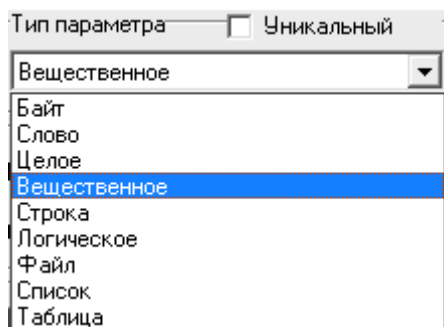 Тип параметра Уникальный
Вещественное
Байт
Слово
Целое
Вещественное
Строка
Логическое
Файл
Список
Таблица